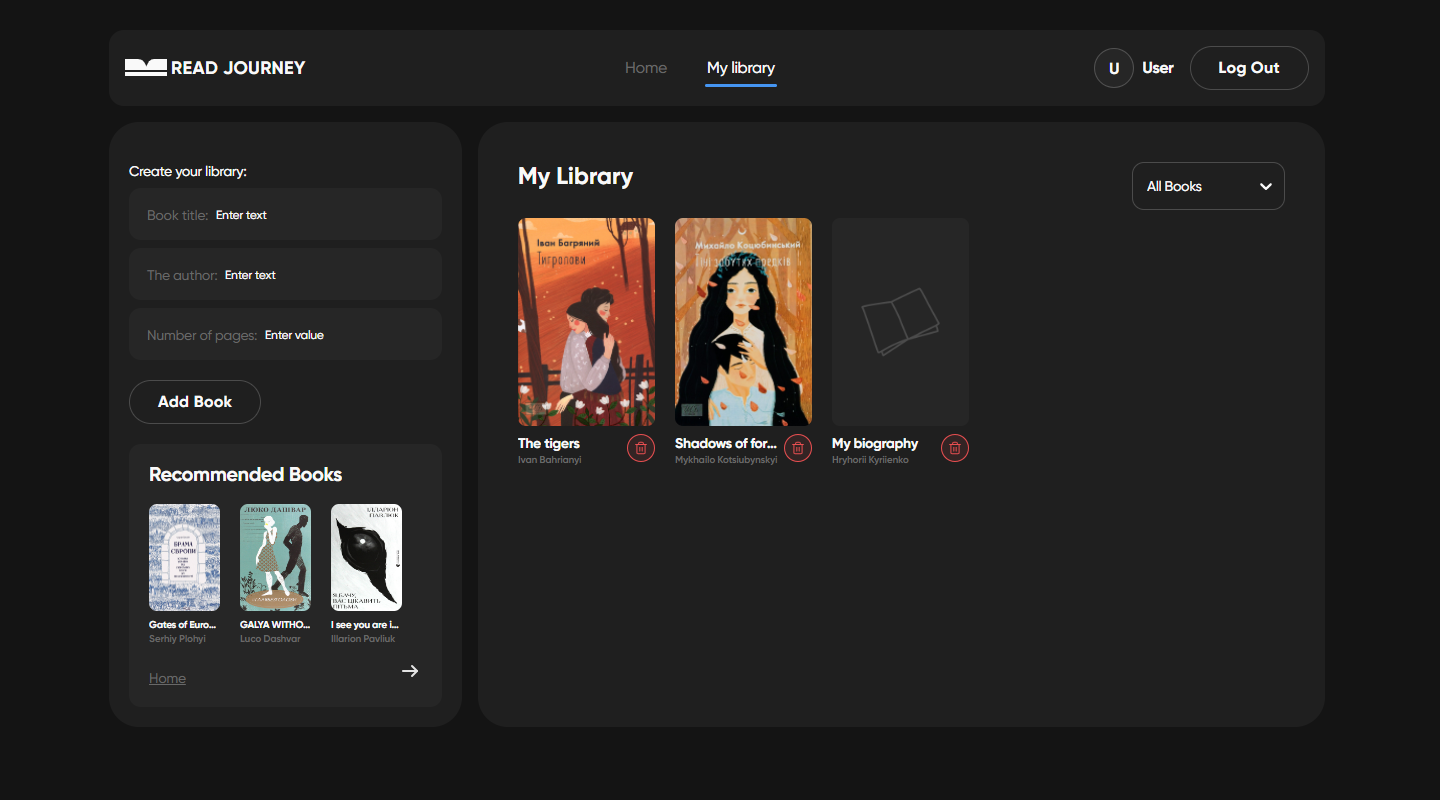 READ JOURNEY
Home
My library
U
User
Log Out
Create your library:
Book title: Enter text
The author: Enter text
Number of pages: Enter value
Add Book
Recommended Books
БРАМА
ЄВРОПИ
ЛЮКО ДАШВАР
ІЛЛАРІОН
ПАВЛЮК
Я БАЧУ,
ВАС ЦІКАВИТЬ
ПІТЬМА
Gates of Euro...
GALYA WITHO...
I see you are i...
Serhiy Plohyi
Luco Dashvar
Illarion Pavliuk
Home
My Library
All Books
Іван Багряний
Тигролови
Михайло Коцюбинський
Тіні забутих предків
The tigers
Ivan Bahrianyi
Shadows of for...
Mykhailo Kotsiubynskyi
My biography
Hryhorii Kyriienko